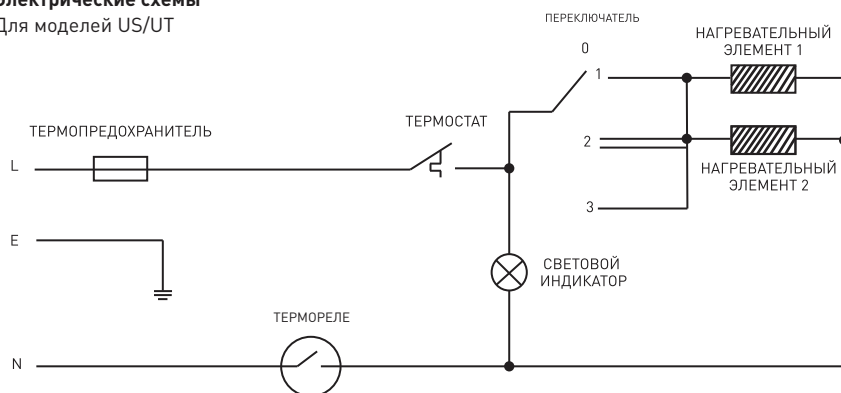 электрические схемы
Для моделей US/UT
ПЕРЕКЛЮЧАТЕЛЬ
0
1
НАГРЕВАТЕЛЬНЫЙ
ЭЛЕМЕНТ 1
ТЕРМОПРЕДОХРАНИТЕЛЬ
ТЕРМОСТАТ
L
2
НАГРЕВАТЕЛЬНЫЙ
ЭЛЕМЕНТ 2
3
E
СВЕТОВОЙ
ИНДИКАТОР
ТЕРМОРЕЛЕ
N